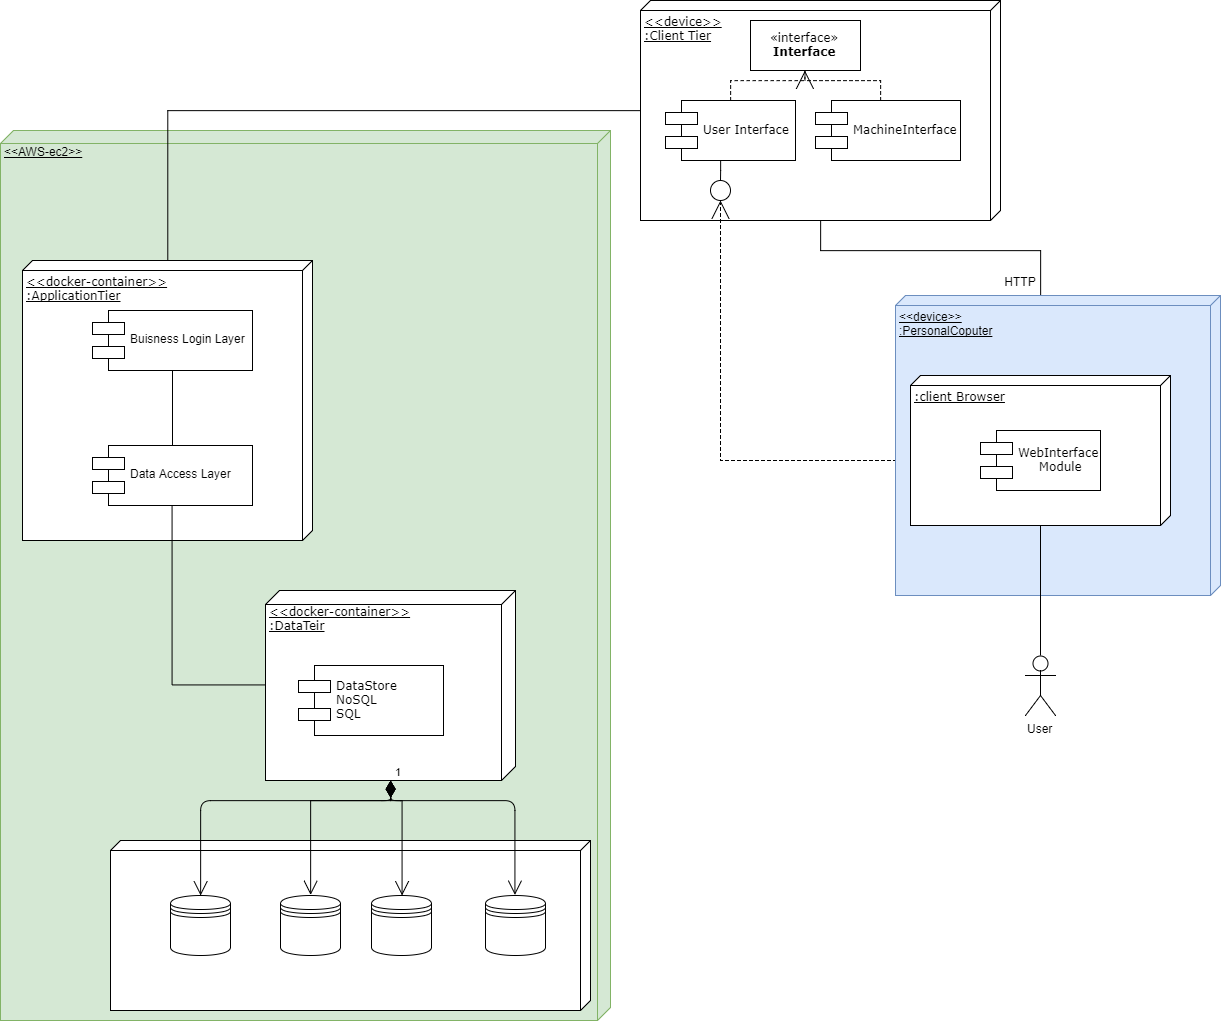 <<device>>
:Client Tier
«interface»
Interface
User Interface
MachineInterface
<<AWS-ec2>>
<<docker-container>>
:ApplicationTier
Buisness Login Layer
Data Access Layer
HTTP
<<device>>
:PersonalCoputer
:client Browser
WebInterface
Module
User
<<docker-container>>
:DataTeir
DataStore
NoSQL
SQL
1